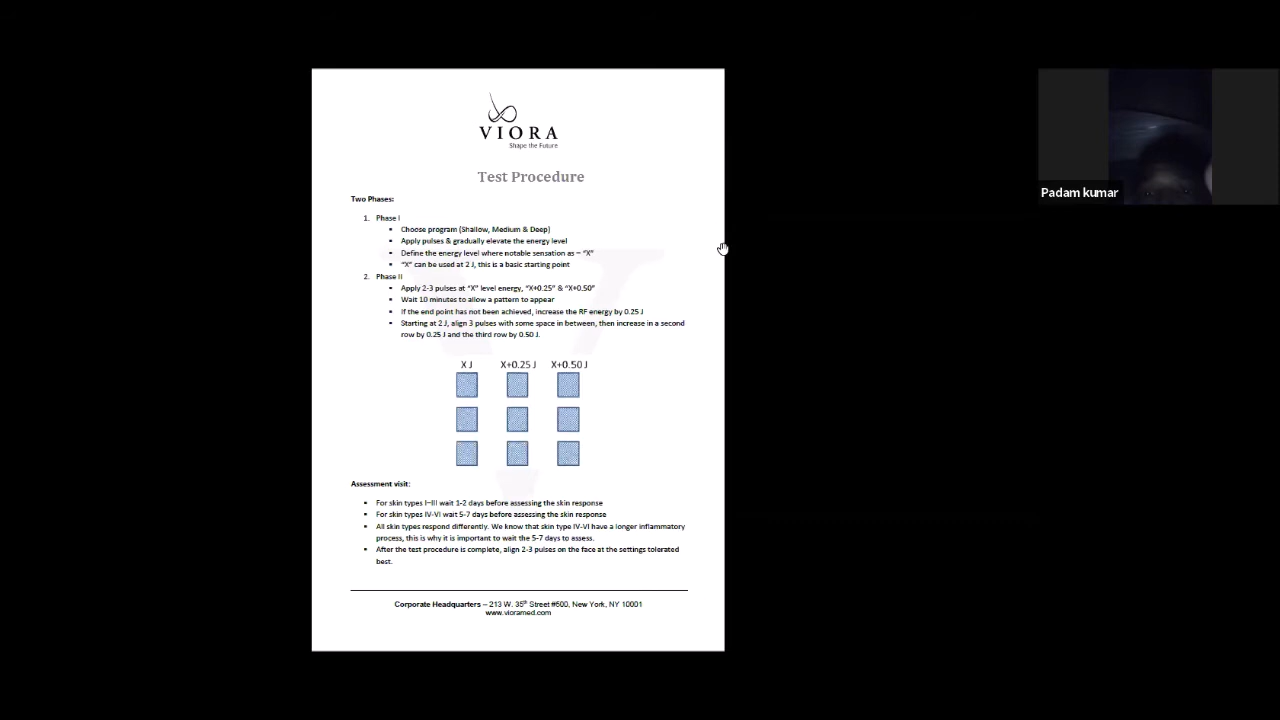 VIORA
Shape the Future
Test Procedure
Two Phases:
1. Phase I
▪ Choose program (Shallow, Medium & Deep)
▪ Apply pulses & gradually elevate the energy level
▪ Define the energy level where notable sensation as – “X”
▪ “X” can be used at 2 J, this is a basic starting point
2. Phase II
▪ Apply 2-3 pulses at “X” level energy, “X+0.25” & “X+0.50”
▪ Wait 10 minutes to allow a pattern to appear
▪ If the end point has not been achieved, increase the RF energy by 0.25 J
▪ Starting at 2 J, align 3 pulses with some space in between, then increase in a second
row by 0.25 J and the third row by 0.50 J.
X J X+0.25 J X+0.50 J
Assessment visit:
▪ For skin types I–III wait 1-2 days before assessing the skin response
▪ For skin types IV-VI wait 5-7 days before assessing the skin response
▪ All skin types respond differently. We know that skin type IV-VI have a longer inflammatory
process, this is why it is important to wait the 5-7 days to assess.
▪ After the test procedure is complete, align 2-3 pulses on the face at the settings tolerated
best.
Corporate Headquarters – 213 W. 35th Street #500, New York, NY 10001
www.vioramed.com
Padam kumar